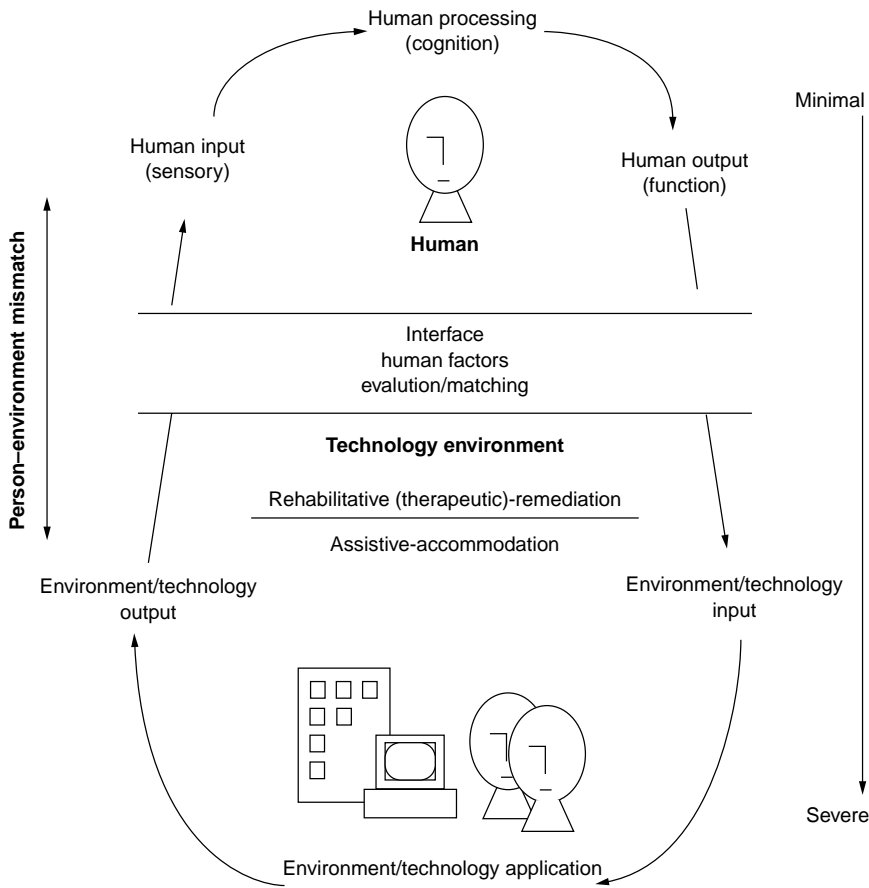 Human processing
(cognition)
Minimal
Human input
(sensory)
Human output
(function)
Human
Person–environment mismatch
Interface
human factors
evalution/matching
Technology environment
Rehabilitative (therapeutic)-remediation
Assistive-accommodation
Environment/technology
output
Environment/technology
input
Severe
Environment/technology application